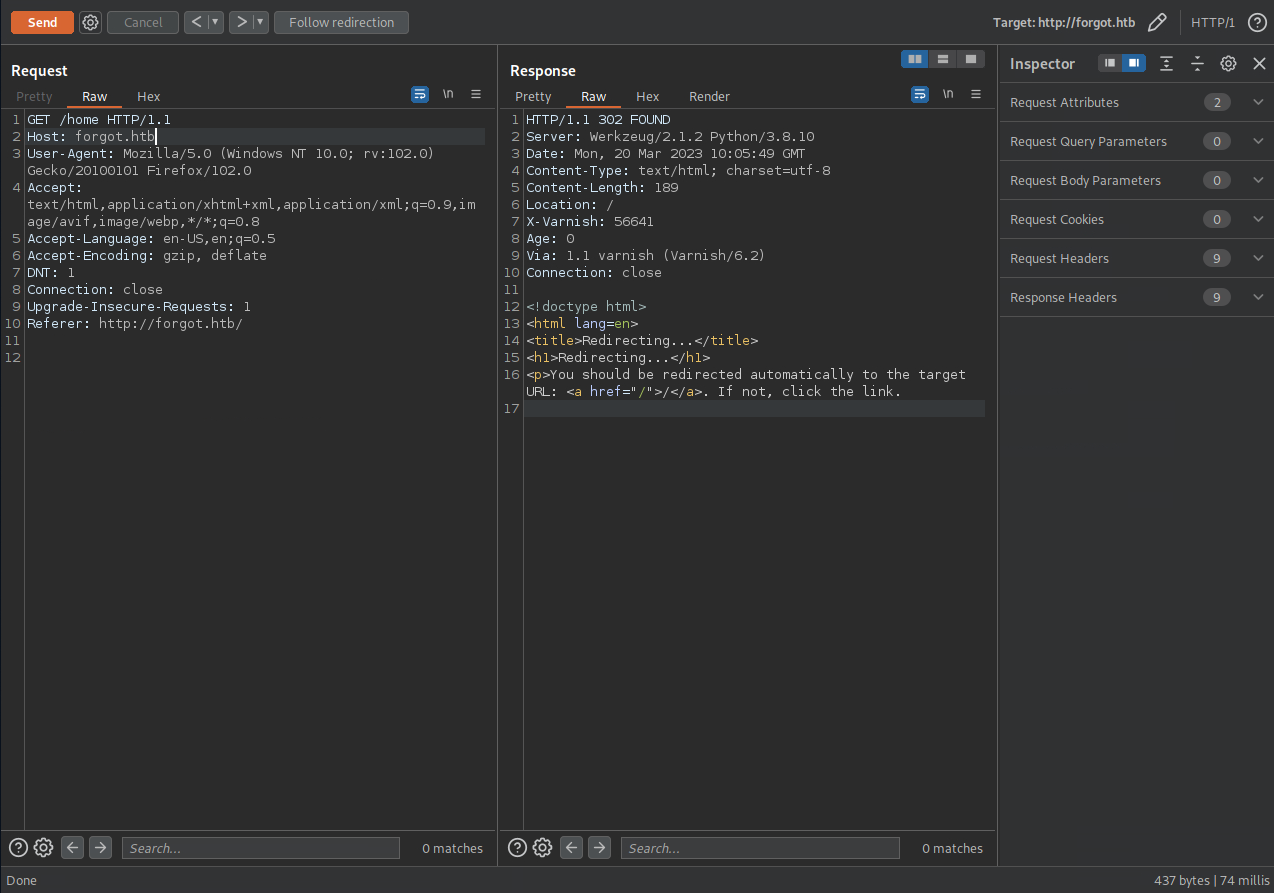 Send
Cancel
<
>
Follow redirection
Target: http://forgot.htb
HTTP/1
?
Request
Pretty Raw Hex
\n
1 GET /home HTTP/1.1
2 Host: forgot.htb
3 User-Agent: Mozilla/5.0 (Windows NT 10.0; rv:102.0)
Gecko/20100101 Firefox/102.0
4 Accept:
text/html,application/xhtml+xml,application/xml;q=0.9,im
age/avif,image/webp,*/*;q=0.8
5 Accept-Language: en-US,en;q=0.5
6 Accept-Encoding: gzip, deflate
7 DNT: 1
8 Connection: close
9 Upgrade-Insecure-Requests: 1
10 Referer: http://forgot.htb/
11
12
? Search... 0 matches
Response
Pretty Raw Hex Render
\n
1 HTTP/1.1 302 FOUND
2 Server: Werkzeug/2.1.2 Python/3.8.10
3 Date: Mon, 20 Mar 2023 10:05:49 GMT
4 Content-Type: text/html; charset=utf-8
5 Content-Length: 189
6 Location: /
7 X-Varnish: 56641
8 Age: 0
9 Via: 1.1 varnish (Varnish/6.2)
10 Connection: close
11
12 <!doctype html>
13 <html lang=en>
14 <title>Redirecting...</title>
15 <h1>Redirecting...</h1>
16 <p>You should be redirected automatically to the target
URL: <a href="/">/</a>. If not, click the link.
17
? Search... 0 matches
Inspector
Request Attributes 2
Request Query Parameters 0
Request Body Parameters 0
Request Cookies 0
Request Headers 9
Response Headers 9
Done
437 bytes | 74 millis